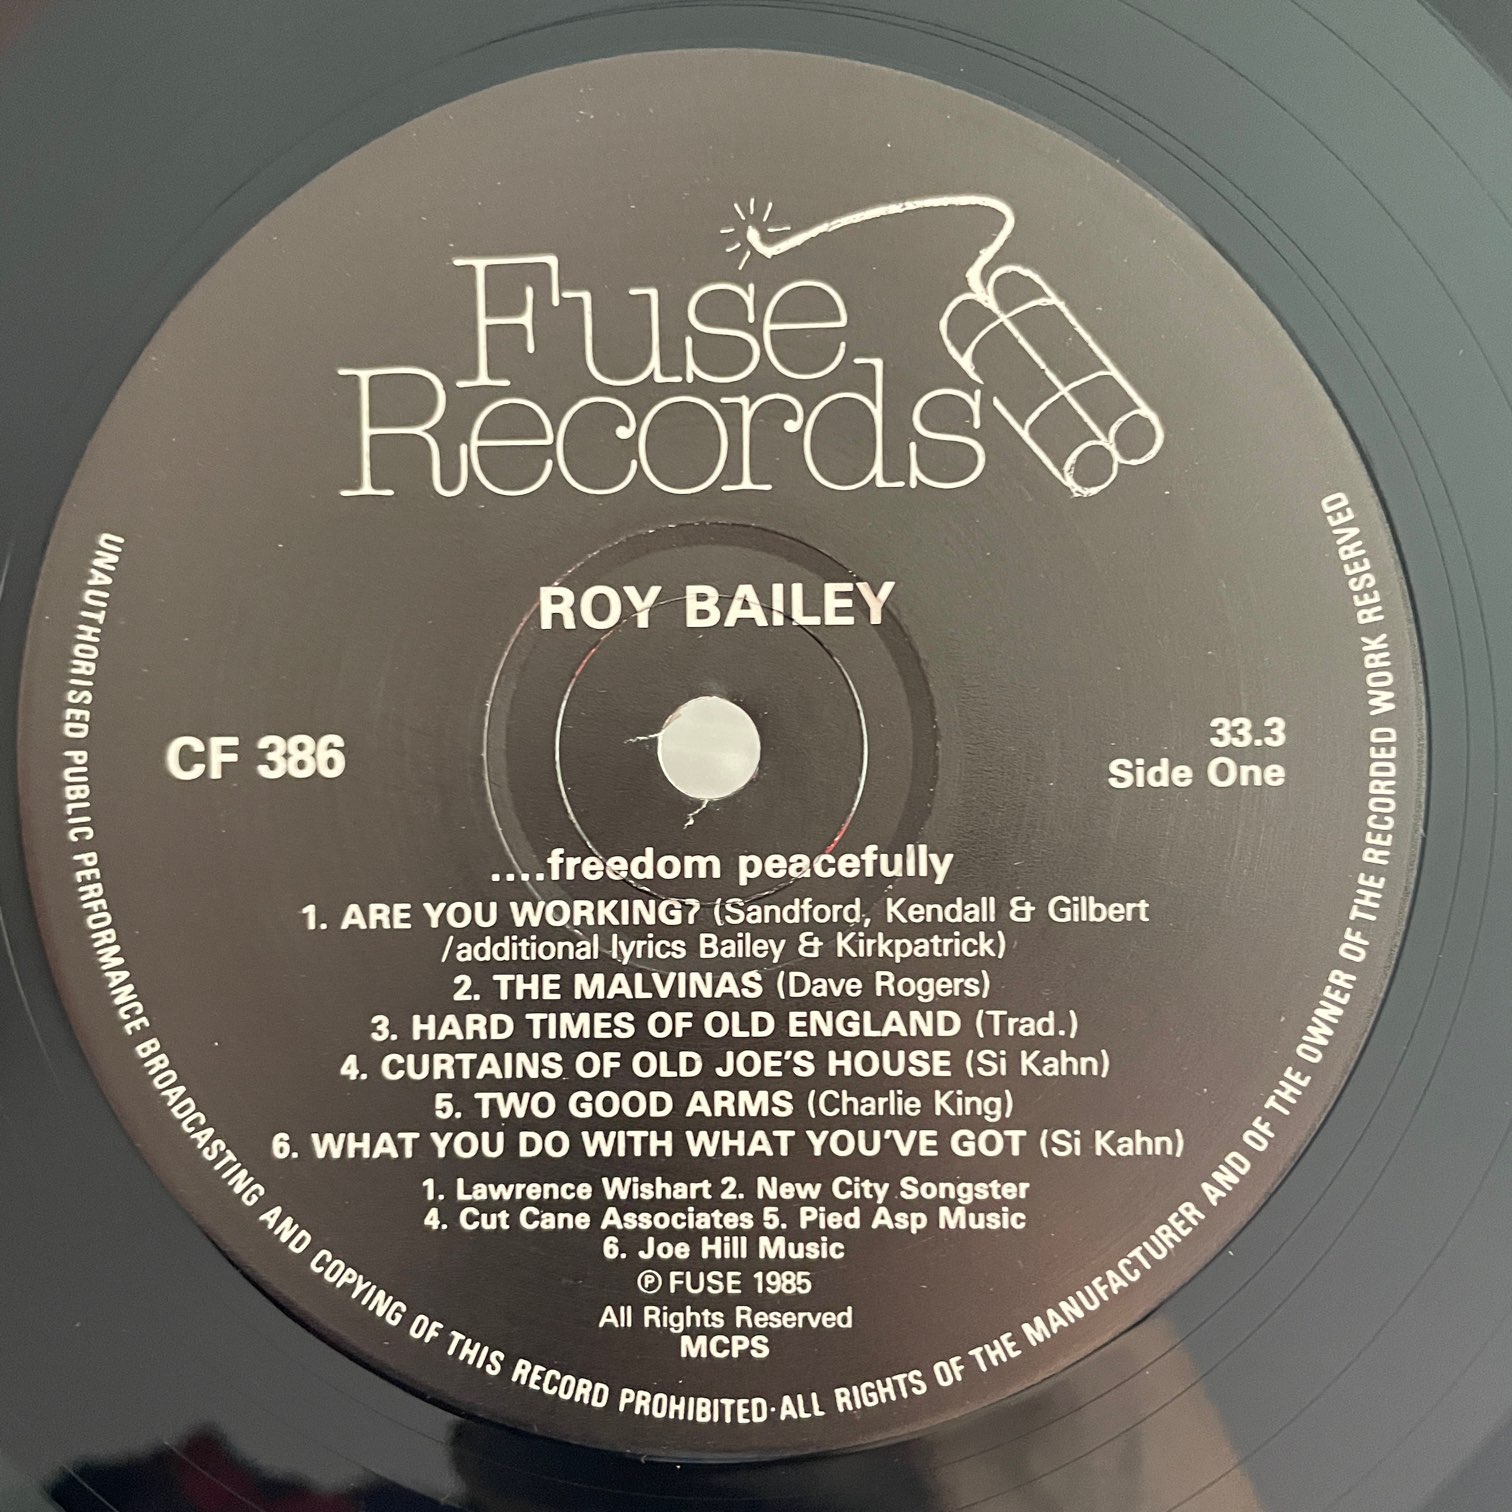 Fuse
Records
ROY BAILEY
CF 386
33.3
Side One
....freedom peacefully
1. ARE YOU WORKING? (Sandford, Kendall & Gilbert
/additional lyrics Bailey & Kirkpatrick)
2. THE MALVINAS (Dave Rogers)
3. HARD TIMES OF OLD ENGLAND (Trad.)
4. CURTAINS OF OLD JOE'S HOUSE (Si Kahn)
5. TWO GOOD ARMS (Charlie King)
6. WHAT YOU DO WITH WHAT YOU'VE GOT (Si Kahn)
1. Lawrence Wishart 2. New City Songster
4. Cut Cane Associates 5. Pied Asp Music
6. Joe Hill Music
Ⓟ FUSE 1985
All Rights Reserved
MCPS
UNAUTHORISED PUBLIC PERFORMANCE BROADCASTING AND COPYING OF THIS RECORD PROHIBITED·ALL RIGHTS OF THE MANUFACTURER AND OF THE OWNER OF THE RECORDED WORK RESERVED